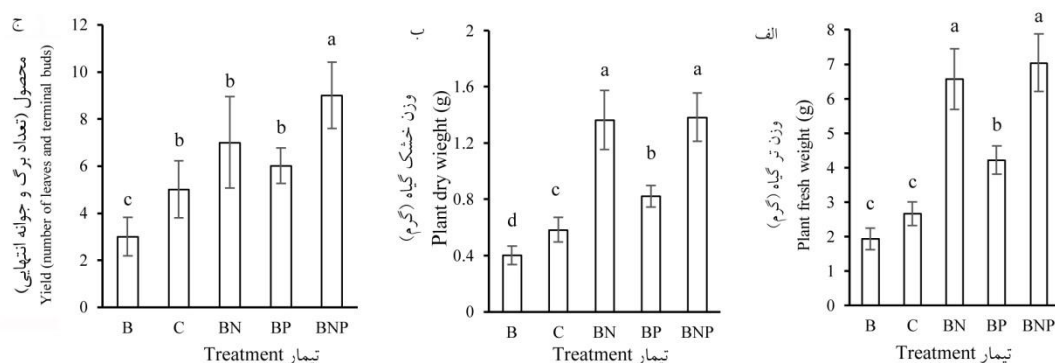 ج
محصول (تعداد برگ و جوانه انتهایی)
Yield (number of leaves and terminal buds)
12
10
8
6
4
2
0
c
b
b
b
a
B C BN BP BNP
تیمار Treatment
ب
وزن خشک گیاه (گرم)
Plant dry wieght (g)
2
1.6
1.2
0.8
0.4
0
d
c
a
b
a
B C BN BP BNP
تیمار Treatment
الف
وزن تر گیاه (گرم)
Plant fresh weight (g)
8
7
6
5
4
3
2
1
0
c
c
a
b
a
B C BN BP BNP
تیمار Treatment